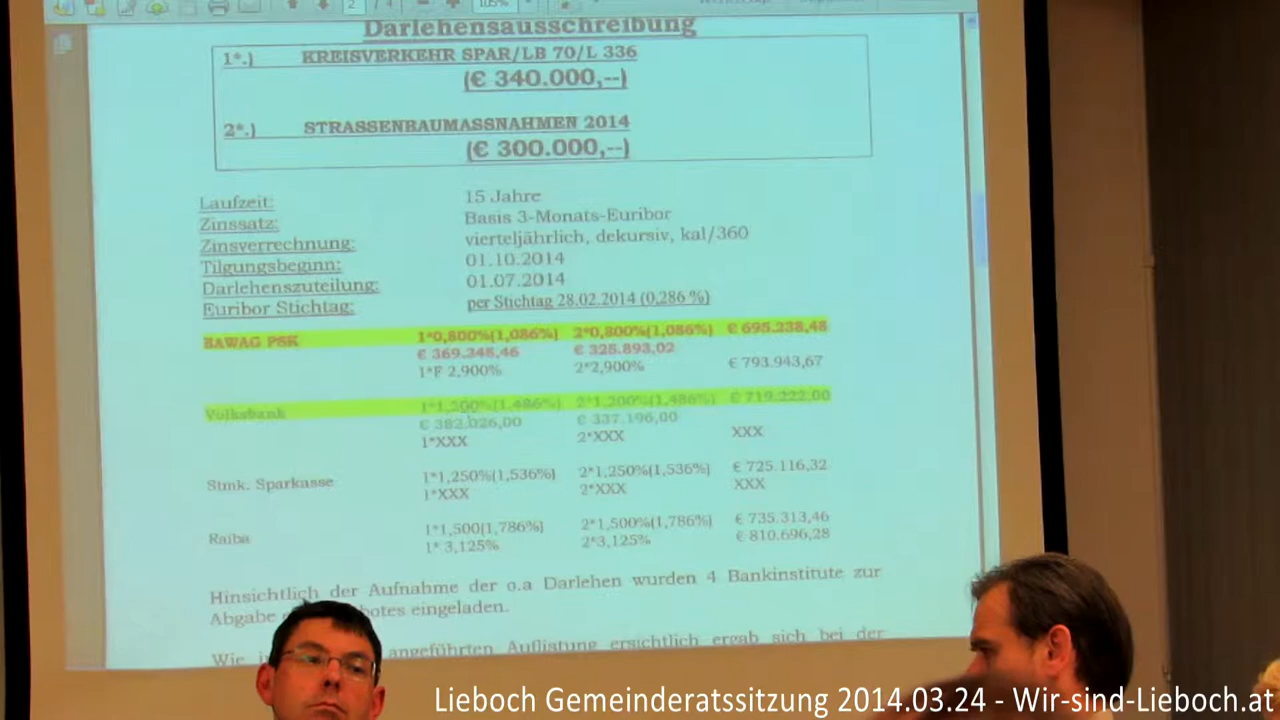 2 / 4 105%
Darlehensausschreibung
1*.) KREISVERKEHR SPAR/LB 70/L 336
(€ 340.000,--)
2*.) STRASSENBAUMASSNAHMEN 2014
(€ 300.000,--)
Laufzeit: 15 Jahre
Zinssatz: Basis 3-Monats-Euribor
Zinsverrechnung: vierteljährlich, dekursiv, kal/360
Tilgungsbeginn: 01.10.2014
Darlehenszuteilung: 01.07.2014
Euribor Stichtag: per Stichtag 28.02.2014 (0,286 %)
BAWAG PSK 1*0,800%(1,086%) 2*0,800%(1,086%) € 695.238,48
€ 369.345,46 € 325.893,02
1*F 2,900% 2*2,900% € 793.943,67
Volksbank 1*1,200%(1,486%) 2*1,200%(1,486%) € 719.222,00
€ 382.026,00 € 337.196,00
1*XXX 2*XXX XXX
Stmk. Sparkasse 1*1,250%(1,536%) 2*1,250%(1,536%) € 725.116,32
1*XXX 2*XXX XXX
Raiba 1*1,500(1,786%) 2*1,500%(1,786%) € 735.313,46
1* 3,125% 2*3,125% € 810.696,28
Hinsichtlich der Aufnahme der o.a Darlehen wurden 4 Bankinstitute zur
Abgabe eingeladen.
Wie angeführten Auflistung ersichtlich ergab sich bei der
Lieboch Gemeinderatssitzung 2014.03.24 - Wir-sind-Lieboch.at